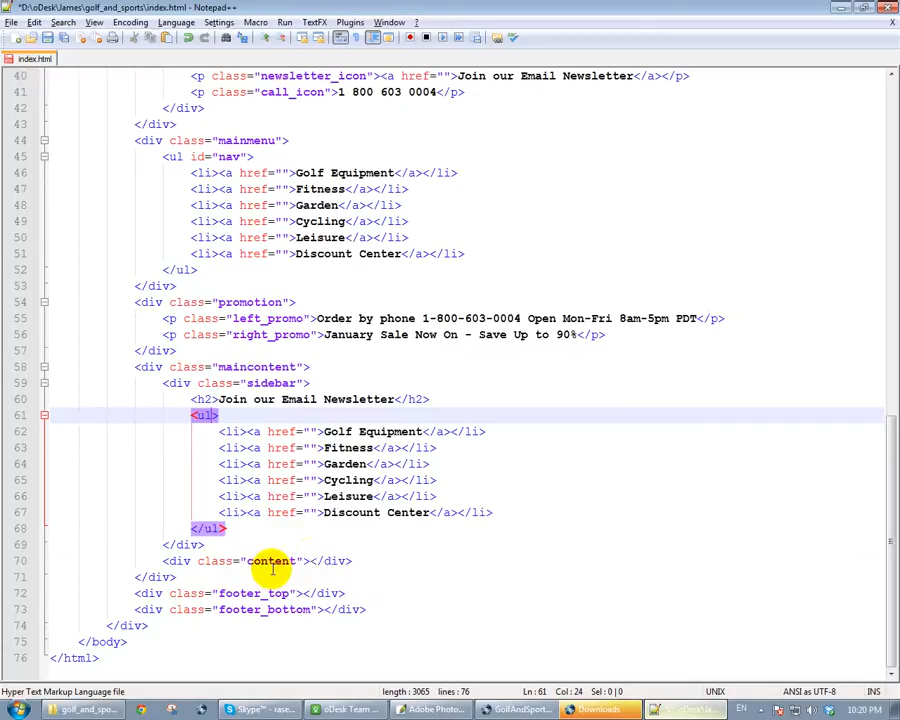 *D:\oDesk\James\golf_and_sports\index.html - Notepad++
File Edit Search View Encoding Language Settings Macro Run TextFX Plugins Window ?
index.html
40 <p class="newsletter_icon"><a href="">Join our Email Newsletter</a></p>
41 <p class="call_icon">1 800 603 0004</p>
42 </div>
43 </div>
44 <div class="mainmenu">
45 <ul id="nav">
46 <li><a href="">Golf Equipment</a></li>
47 <li><a href="">Fitness</a></li>
48 <li><a href="">Garden</a></li>
49 <li><a href="">Cycling</a></li>
50 <li><a href="">Leisure</a></li>
51 <li><a href="">Discount Center</a></li>
52 </ul>
53 </div>
54 <div class="promotion">
55 <p class="left_promo">Order by phone 1-800-603-0004 Open Mon-Fri 8am-5pm PDT</p>
56 <p class="right_promo">January Sale Now On - Save Up to 90%</p>
57 </div>
58 <div class="maincontent">
59 <div class="sidebar">
60 <h2>Join our Email Newsletter</h2>
61 <ul>
62 <li><a href="">Golf Equipment</a></li>
63 <li><a href="">Fitness</a></li>
64 <li><a href="">Garden</a></li>
65 <li><a href="">Cycling</a></li>
66 <li><a href="">Leisure</a></li>
67 <li><a href="">Discount Center</a></li>
68 </ul>
69 </div>
70 <div class="content"></div>
71 </div>
72 <div class="footer_top"></div>
73 <div class="footer_bottom"></div>
74 </div>
75 </body>
76 </html>
Hyper Text Markup Language file length : 3065 lines : 76 Ln : 61 Col : 24 Sel : 0 | 0 UNIX ANSI as UTF-8 INS
golf_and_spo... Skype™ - rase... oDesk Team ... Adobe Photo... GolfAndSport... Downloads EN 10:20 PM